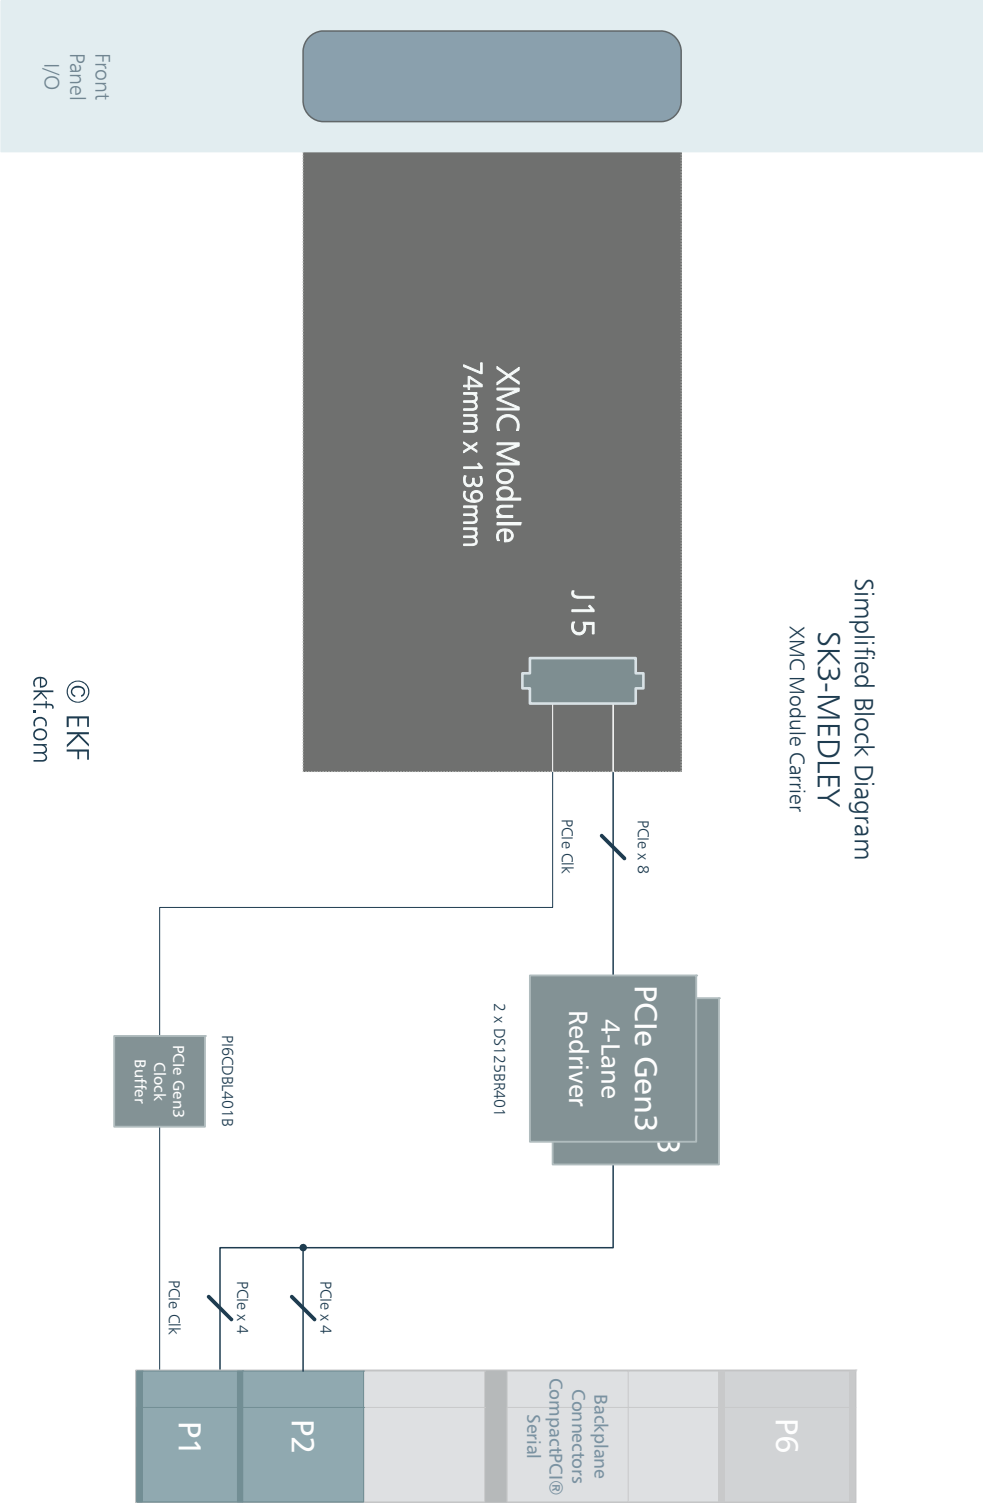 Simplified Block Diagram
SK3-MEDLEY
XMC Module Carrier
Front
Panel
I/O
XMC Module
74mm x 139mm
J15
PCIe x 8
PCIe Clk
PCIe Gen3
4-Lane
Redriver
3
2 x DS125BR401
PI6CDBL401B
PCIe Gen3
Clock
Buffer
PCIe x 4
PCIe x 4
PCIe Clk
P6
Backplane
Connectors
CompactPCI®
Serial
P2
P1
© EKF
ekf.com